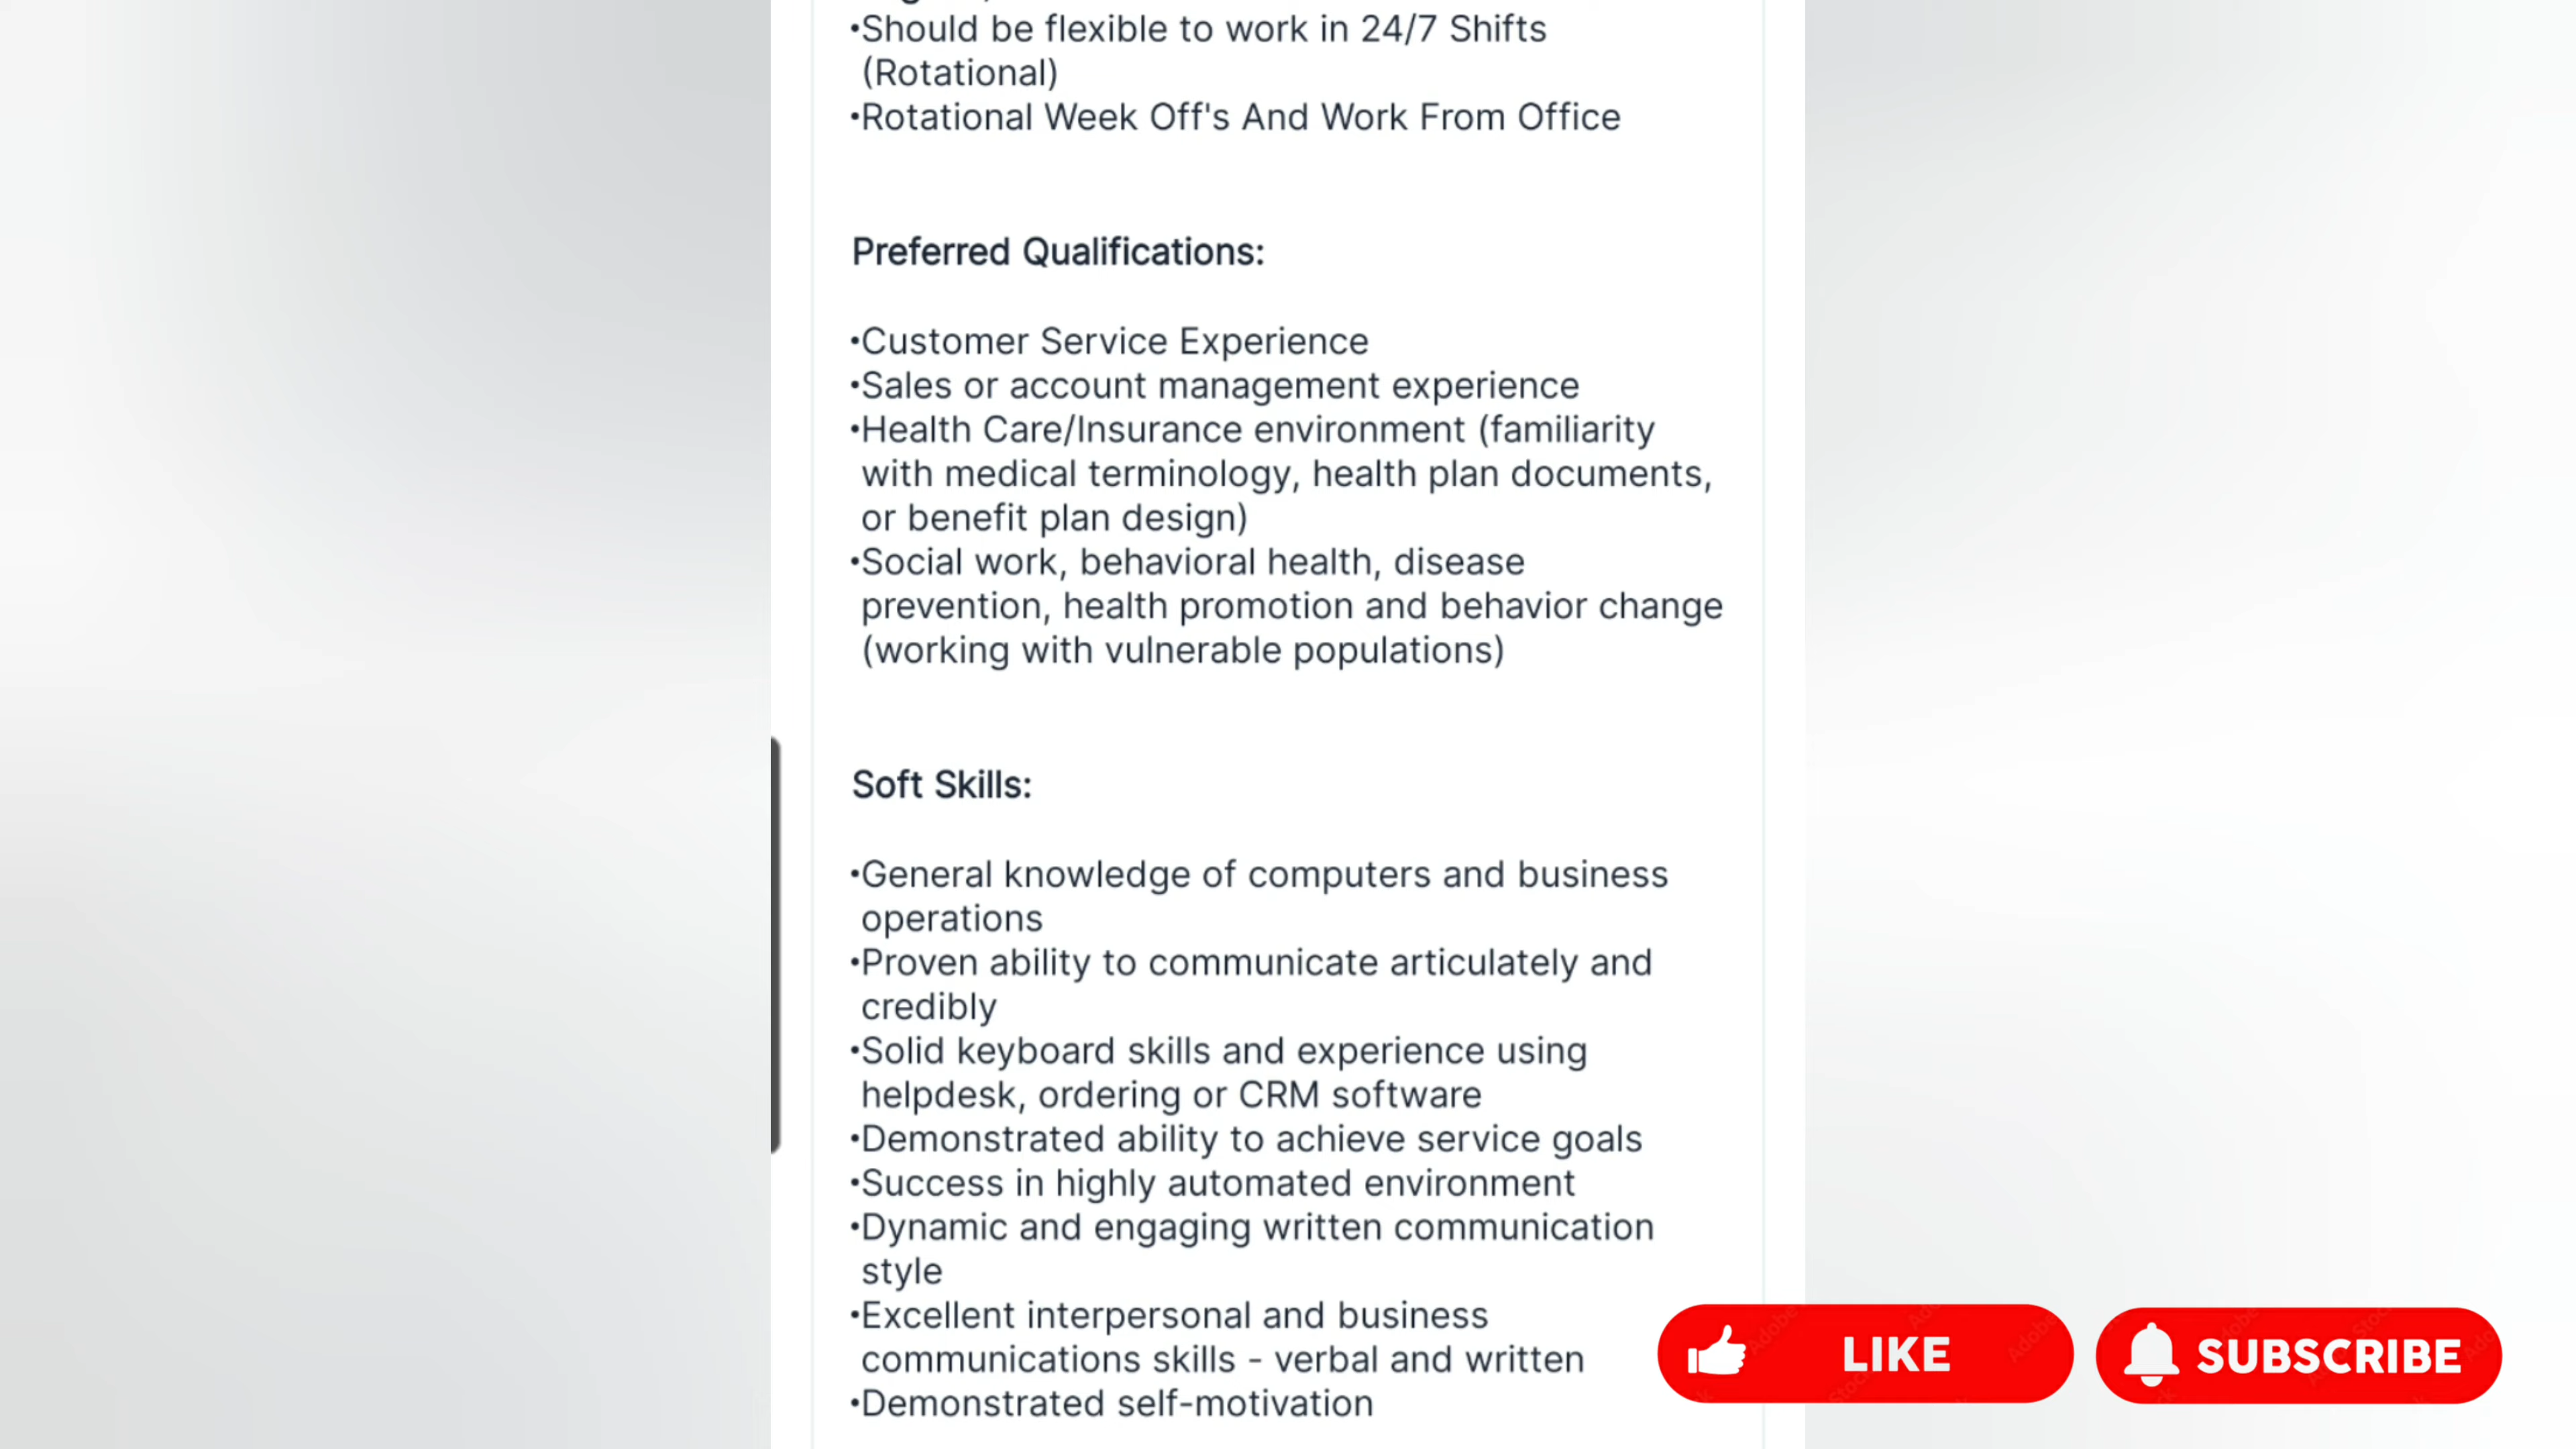 •Should be flexible to work in 24/7 Shifts
(Rotational)
•Rotational Week Off's And Work From Office
Preferred Qualifications:
•Customer Service Experience
•Sales or account management experience
•Health Care/Insurance environment (familiarity
with medical terminology, health plan documents,
or benefit plan design)
•Social work, behavioral health, disease
prevention, health promotion and behavior change
(working with vulnerable populations)
Soft Skills:
•General knowledge of computers and business
operations
•Proven ability to communicate articulately and
credibly
•Solid keyboard skills and experience using
helpdesk, ordering or CRM software
•Demonstrated ability to achieve service goals
•Success in highly automated environment
•Dynamic and engaging written communication
style
•Excellent interpersonal and business
communications skills - verbal and written
•Demonstrated self-motivation
LIKE
SUBSCRIBE